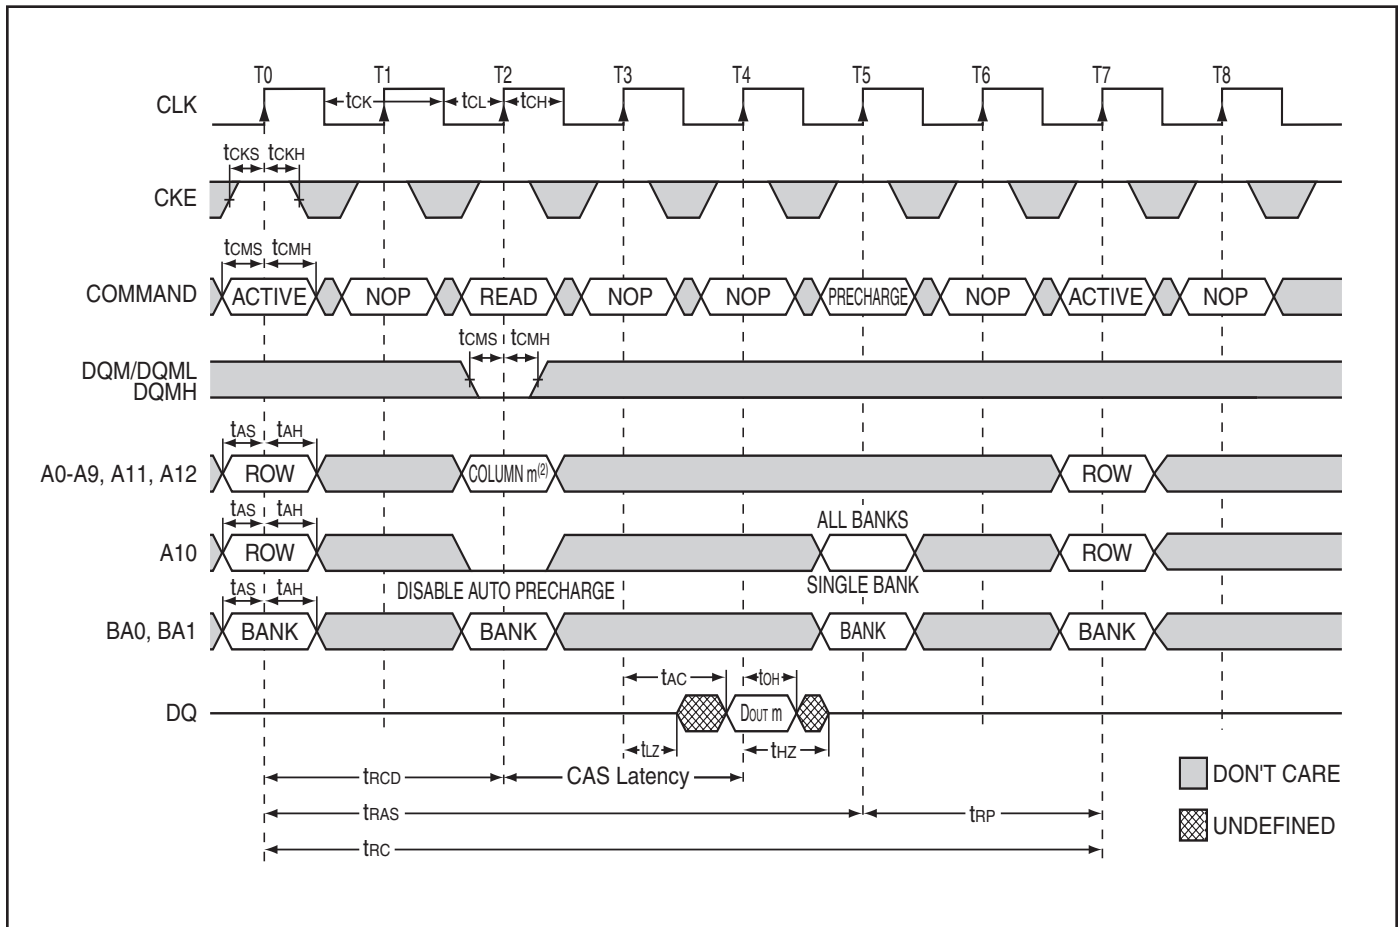 T0 T1 T2 T3 T4 T5 T6 T7 T8
CLK tCK tCL tCH
tCKS tCKH
CKE
tCMS tCMH
COMMAND ACTIVE NOP READ NOP NOP PRECHARGE NOP ACTIVE NOP
tCMS tCMH
DQM/DQML
DQMH
tAS tAH
A0-A9, A11, A12 ROW COLUMN m(2) ROW
tAS tAH ALL BANKS
A10 ROW ROW
DISABLE AUTO PRECHARGE SINGLE BANK
tAS tAH
BA0, BA1 BANK BANK BANK BANK
tAC tOH
DQ DOUT m
tLZ tHZ
tRCD CAS Latency DON'T CARE
tRAS tRP
UNDEFINED
tRC